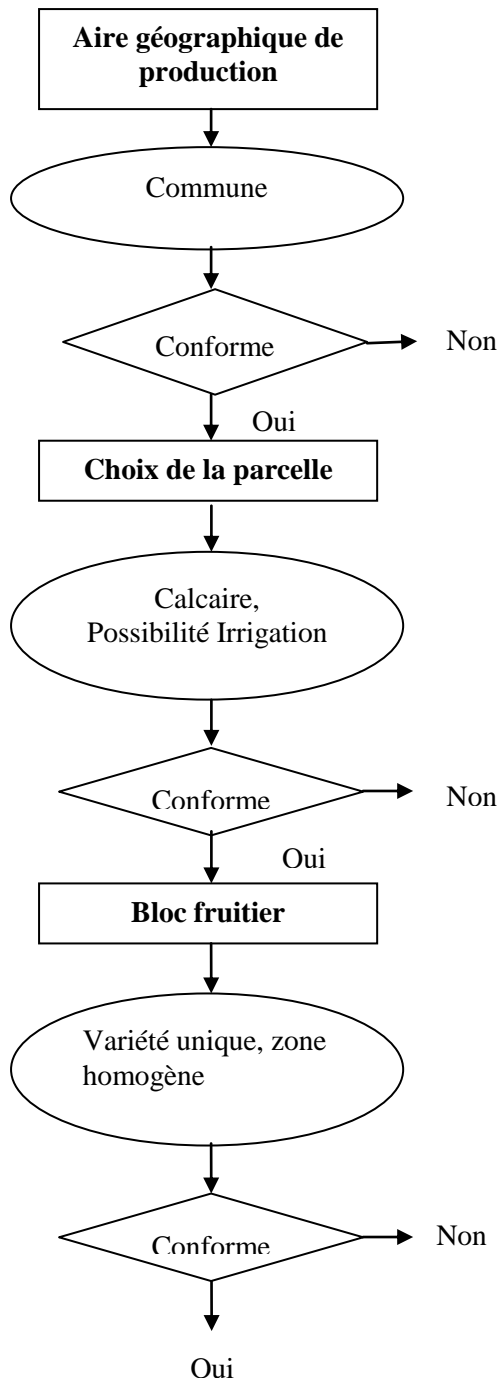 Aire géographique de
production
Commune
Conforme
Non
Oui
Choix de la parcelle
Calcaire,
Possibilité Irrigation
Conforme
Non
Oui
Bloc fruitier
Variété unique, zone
homogène
Conforme
Non
Oui